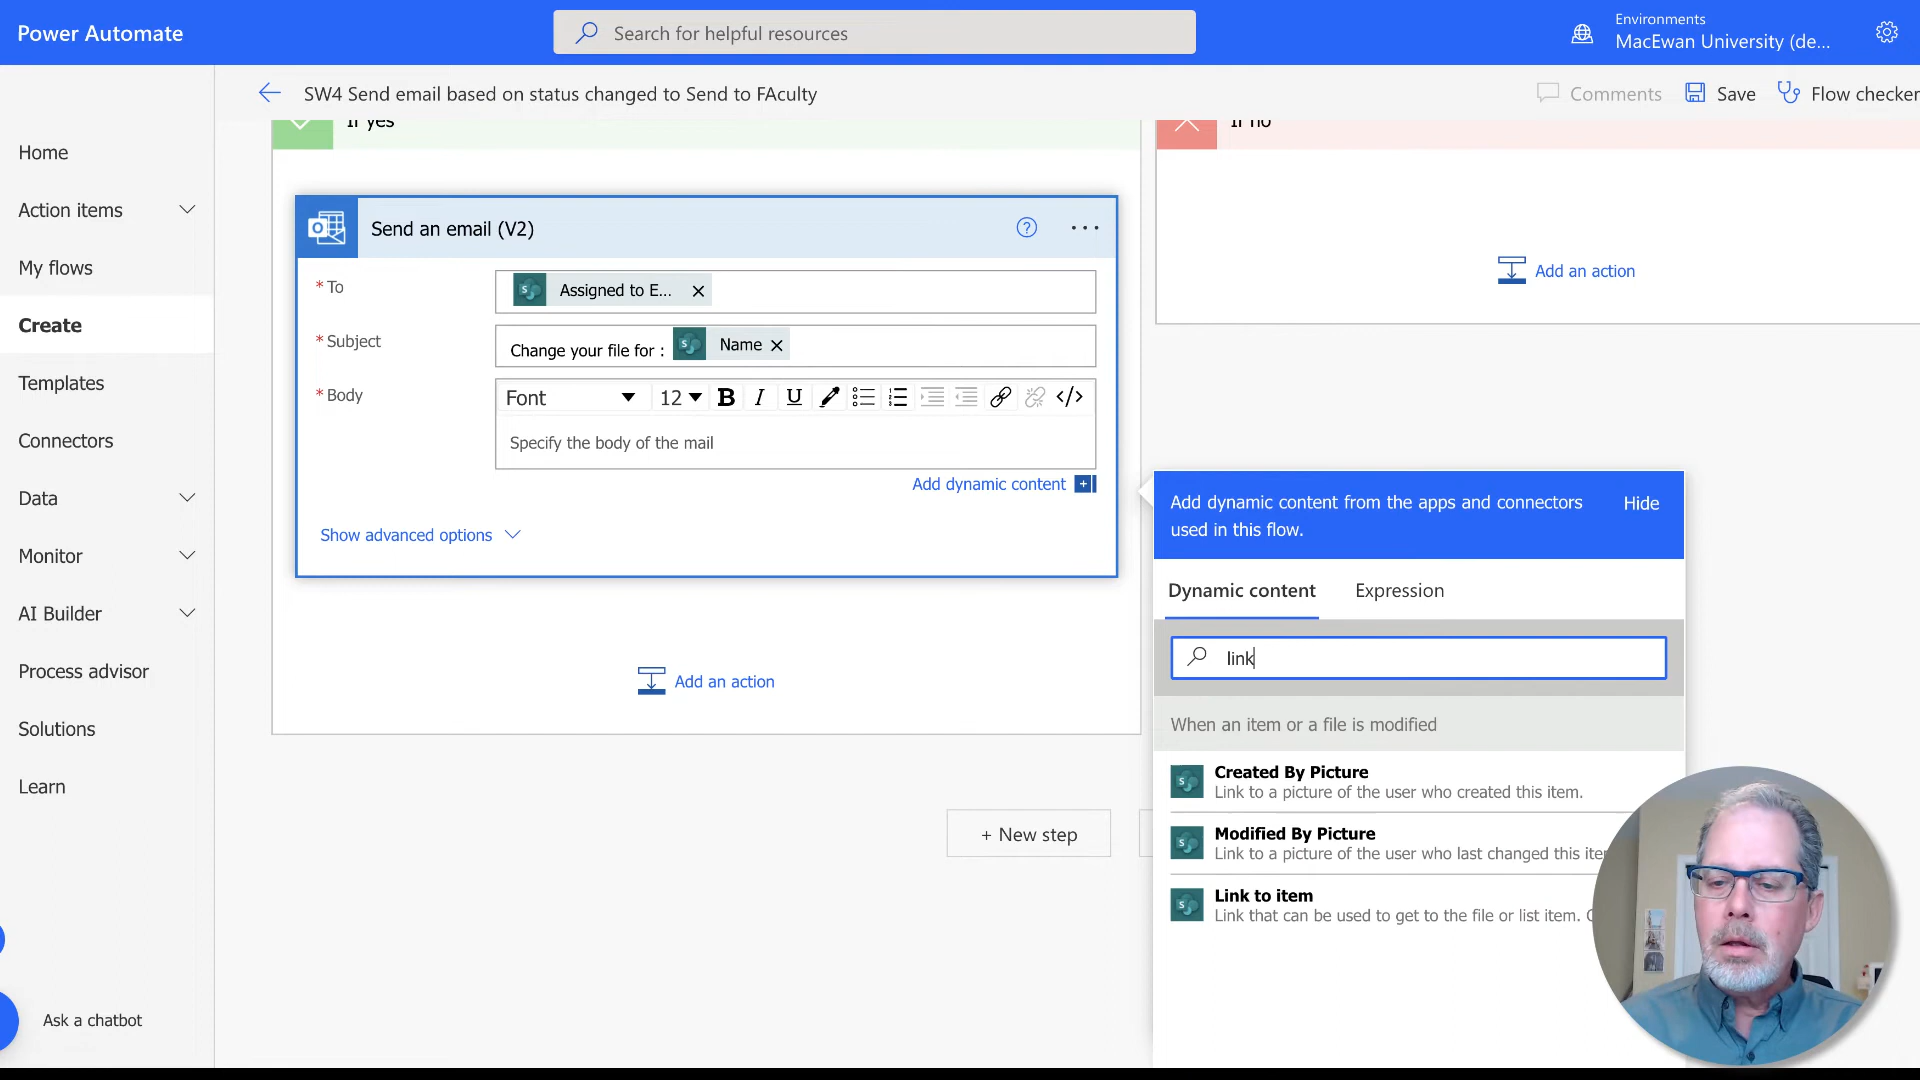 Power Automate
Search for helpful resources
Environments
MacEwan University (de...
SW4 Send email based on status changed to Send to FAculty
Comments
Save
Flow checker
Home
Action items
My flows
Create
Templates
Connectors
Data
Monitor
AI Builder
Process advisor
Solutions
Learn
Ask a chatbot
If yes
If no
Send an email (V2)
?
...
* To
Assigned to E... ×
* Subject
Change your file for : Name ×
* Body
Font 12 B I U </>
Specify the body of the mail
Add dynamic content +
Show advanced options
Add an action
Add an action
+ New step
Add dynamic content from the apps and connectors
used in this flow.
Hide
Dynamic content
Expression
link
When an item or a file is modified
Created By Picture
Link to a picture of the user who created this item.
Modified By Picture
Link to a picture of the user who last changed this
Link to item
Link that can be used to get to the file or list item.